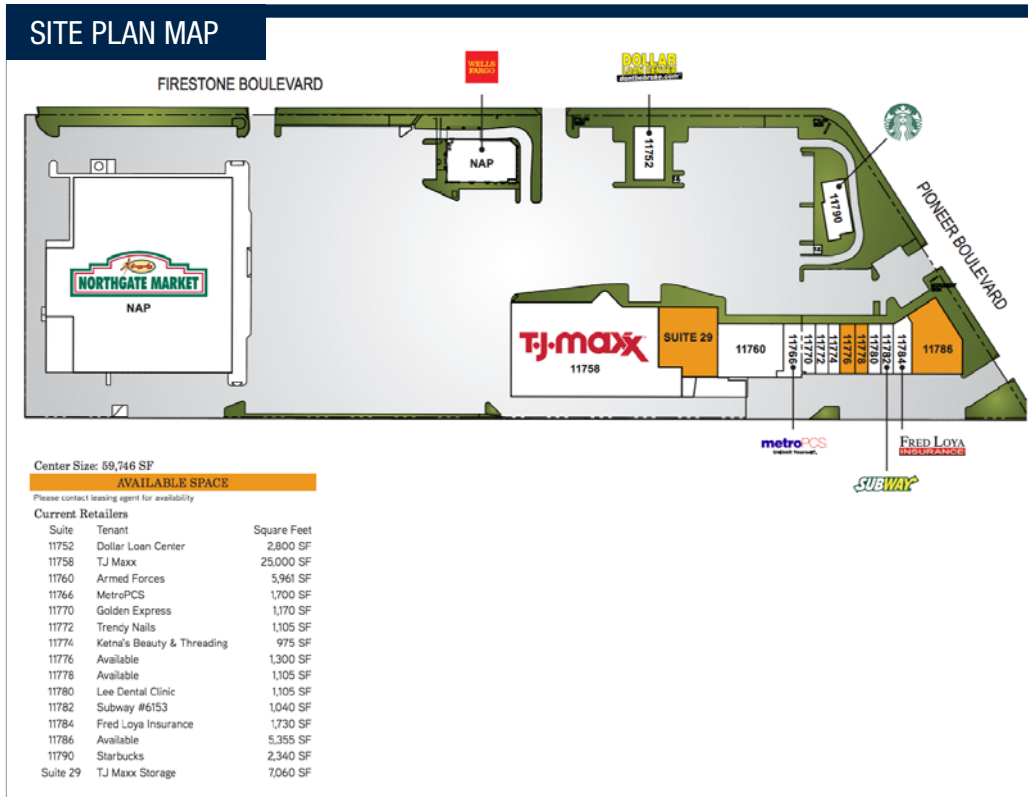 SITE PLAN MAP
WELLS
FARGO
DOLLAR
LOAN CENTER
dontbebroke.com
FIRESTONE BOULEVARD
NAP
11752
11790
PIONEER BOULEVARD
NORTHGATE MARKET
NAP
T.J.maxx
11758
SUITE 29
11760
11766
11770
11772
11774
11776
11778
11780
11782
11784
11786
metroPCS.
Unlimit Yourself.
FRED LOYA
INSURANCE
SUBWAY
Center Size: 59,746 SF
AVAILABLE SPACE
Please contact leasing agent for availability
Current Retailers
Suite Tenant Square Feet
11752 Dollar Loan Center 2,800 SF
11758 TJ Maxx 25,000 SF
11760 Armed Forces 5,961 SF
11766 MetroPCS 1,700 SF
11770 Golden Express 1,170 SF
11772 Trendy Nails 1,105 SF
11774 Ketna's Beauty & Threading 975 SF
11776 Available 1,300 SF
11778 Available 1,105 SF
11780 Lee Dental Clinic 1,105 SF
11782 Subway #6153 1,040 SF
11784 Fred Loya Insurance 1,730 SF
11786 Available 5,355 SF
11790 Starbucks 2,340 SF
Suite 29 TJ Maxx Storage 7,060 SF